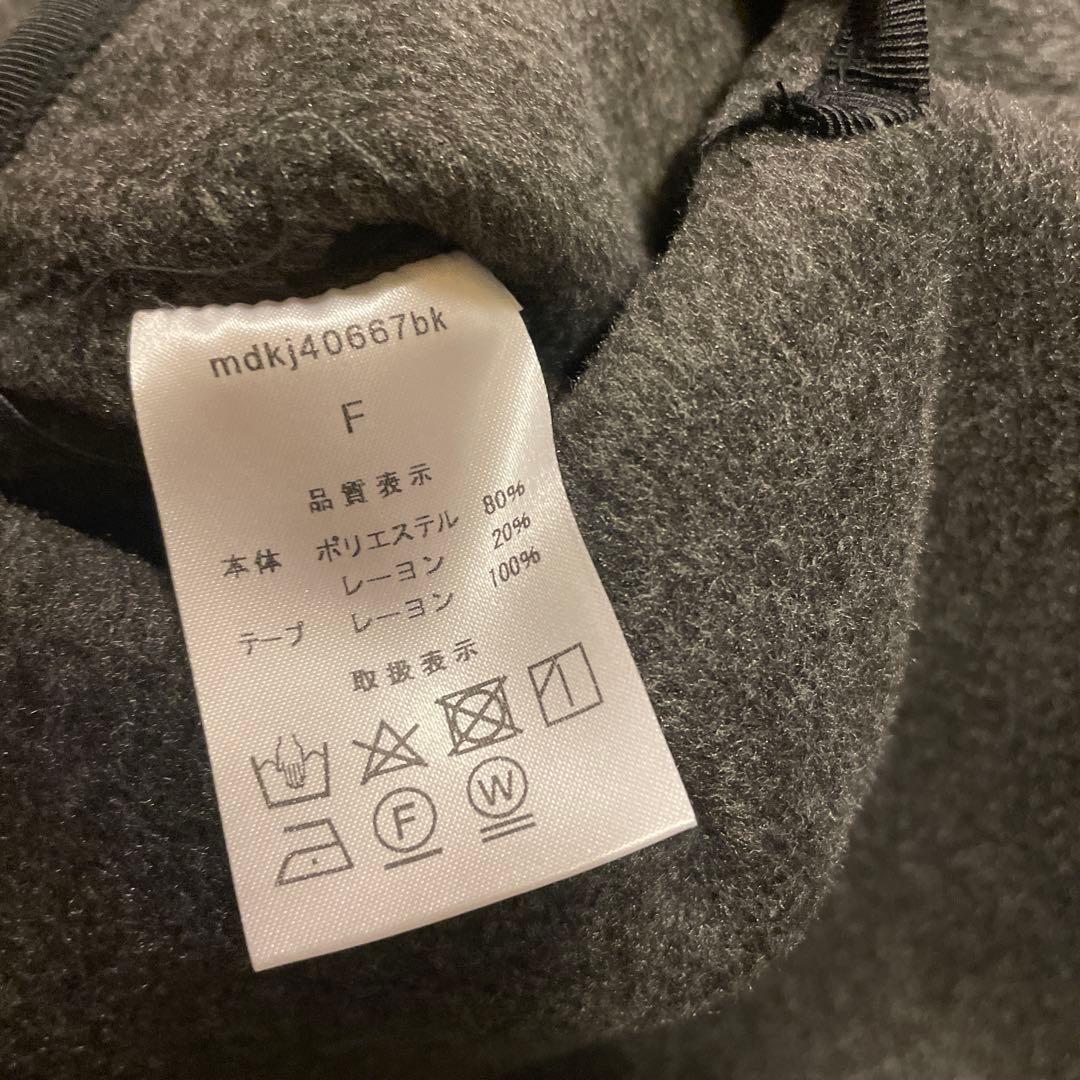 mdkj40667bk
F
品質表示
本体 ポリエステル 80%
レーヨン 20%
テープ レーヨン 100%
取扱表示
F W